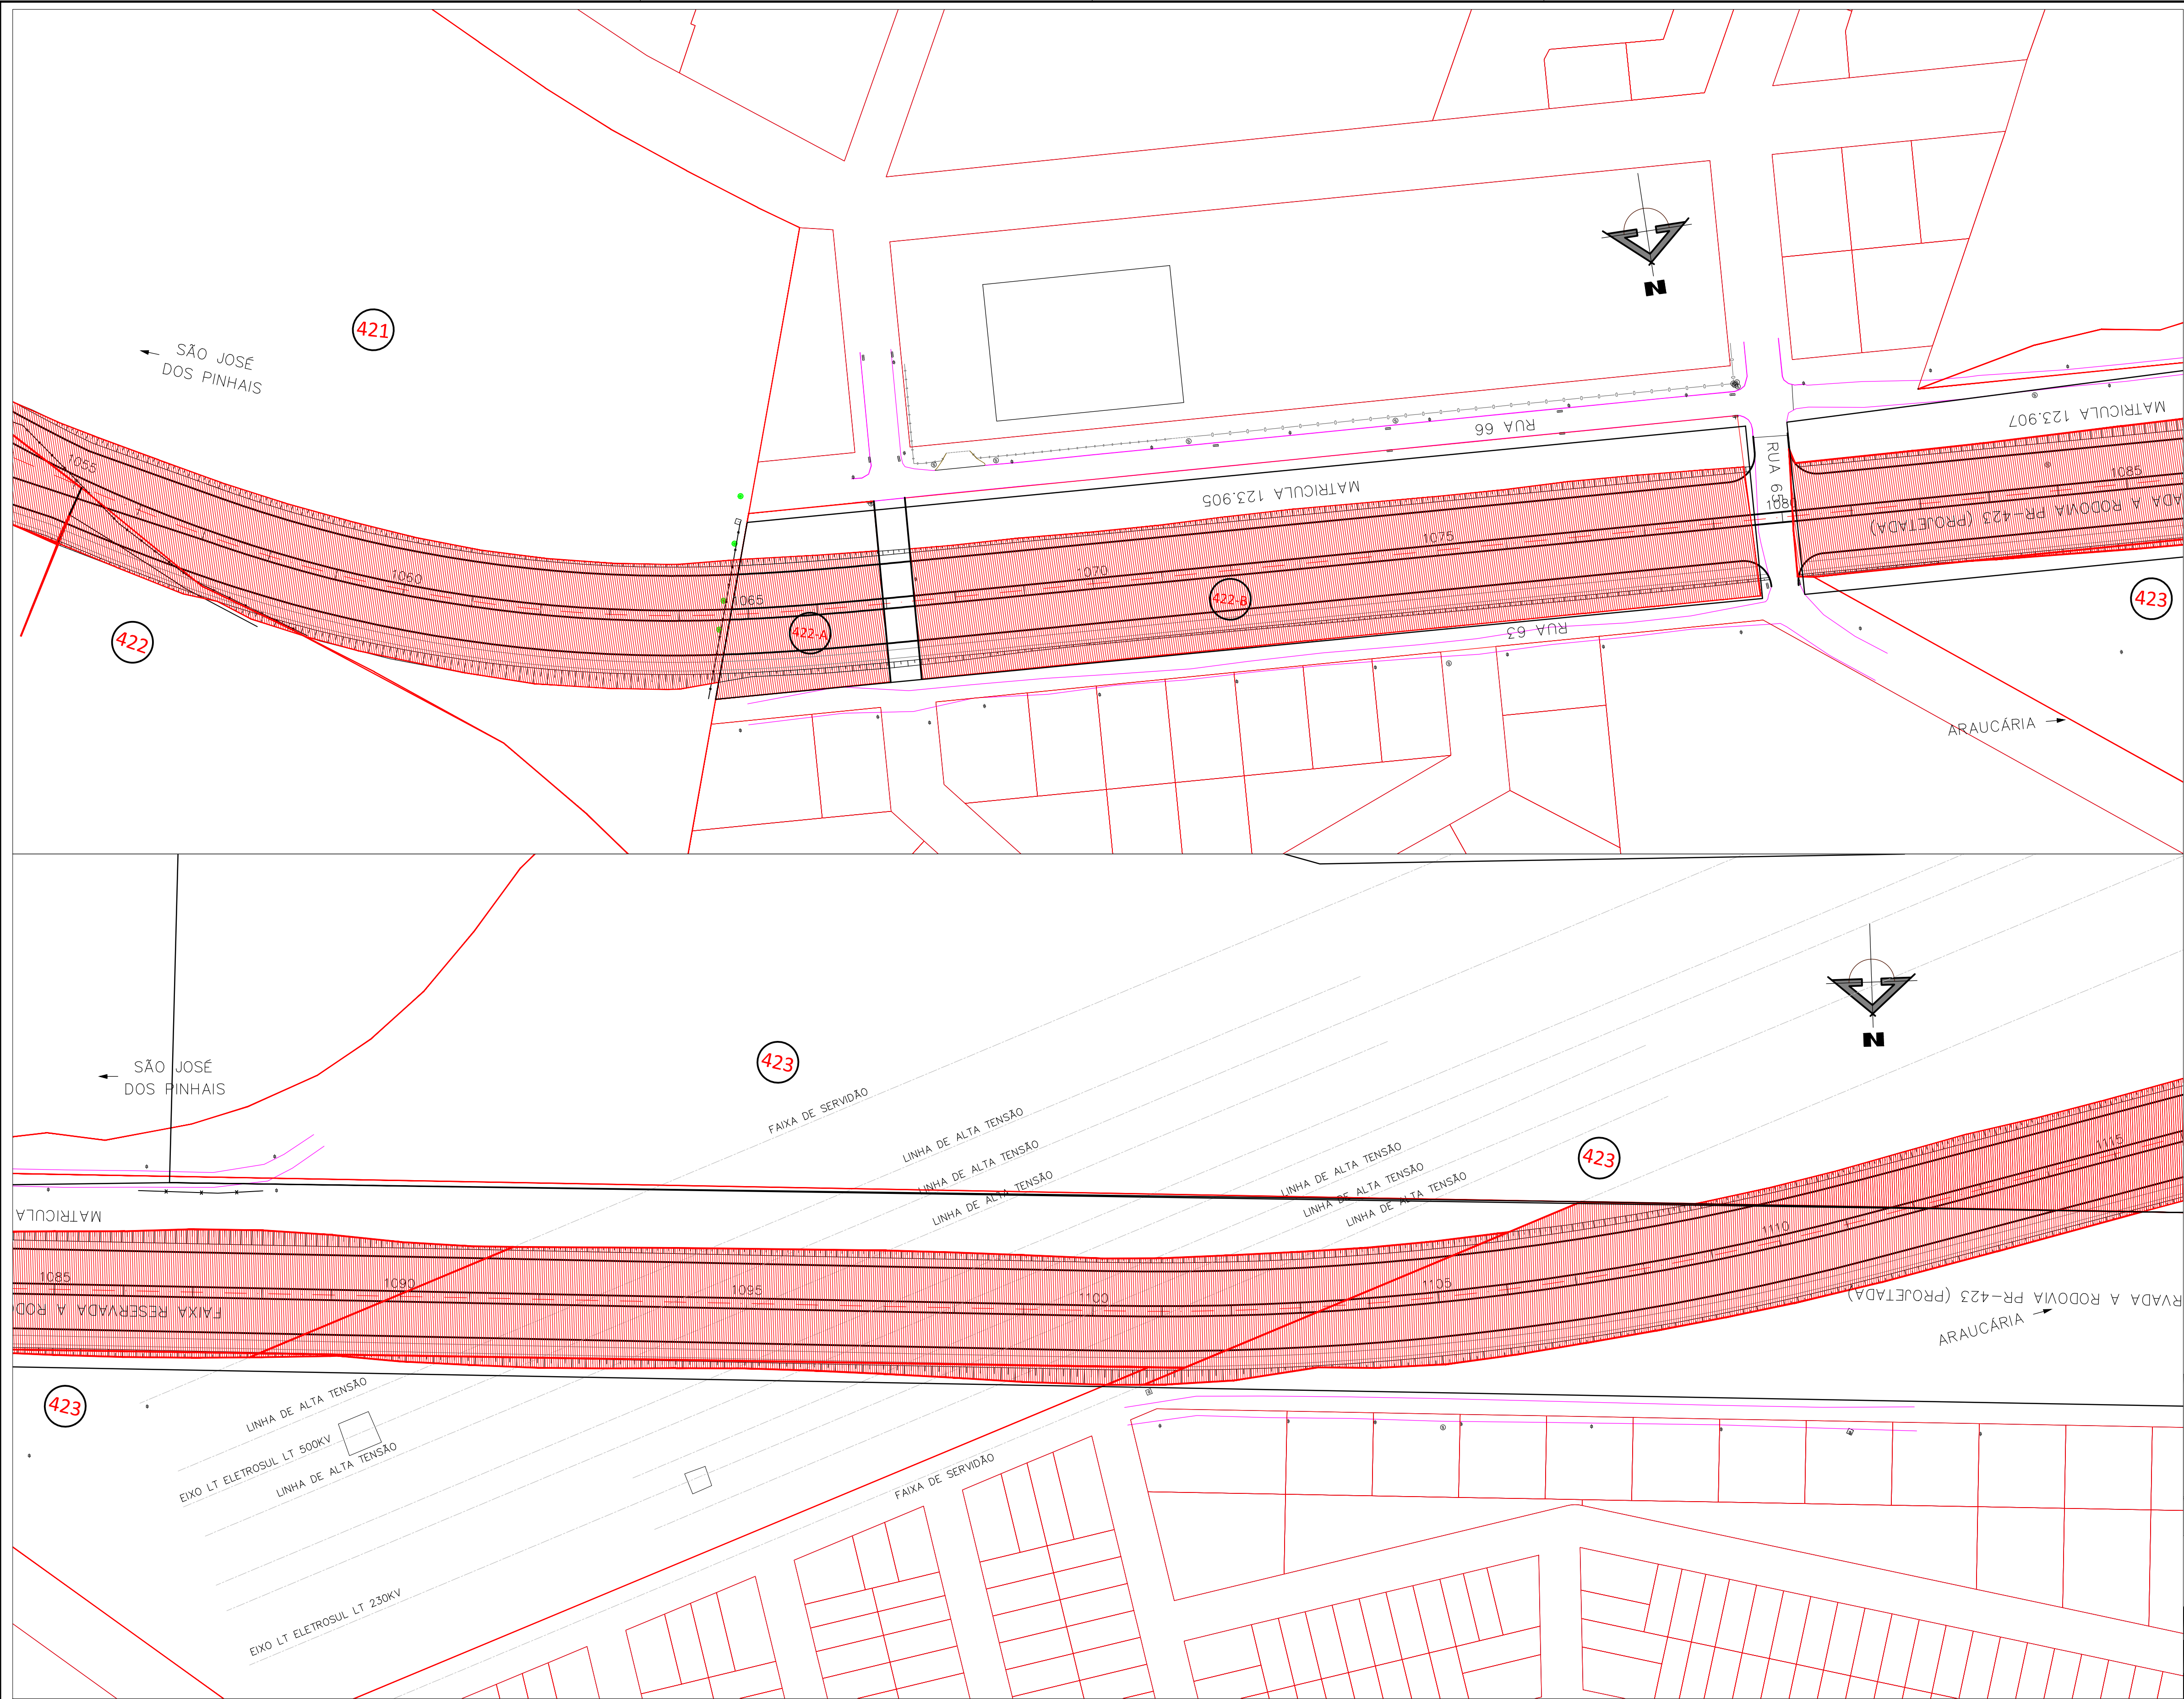 421
SÃO JOSÉ
DOS PINHAIS
N
1055
1060
1065
1070
1075
1080
1085
RUA 66
MATRICULA 123.905
MATRICULA 123.907
RUA 65
ADA A RODOVIA PR-423 (PROJETADA)
422
422-A
422-B
423
RUA 63
ARAUCÁRIA
SÃO JOSÉ
DOS PINHAIS
423
N
FAIXA DE SERVIDÃO
LINHA DE ALTA TENSÃO
LINHA DE ALTA TENSÃO
LINHA DE ALTA TENSÃO
LINHA DE ALTA TENSÃO
LINHA DE ALTA TENSÃO
LINHA DE ALTA TENSÃO
423
MATRICULA
1085
1090
1095
1100
1105
1110
1115
FAIXA RESERVADA A RODO
RVADA A RODOVIA PR-423 (PROJETADA)
ARAUCÁRIA
423
LINHA DE ALTA TENSÃO
EIXO LT ELETROSUL LT 500KV
LINHA DE ALTA TENSÃO
FAIXA DE SERVIDÃO
EIXO LT ELETROSUL LT 230KV